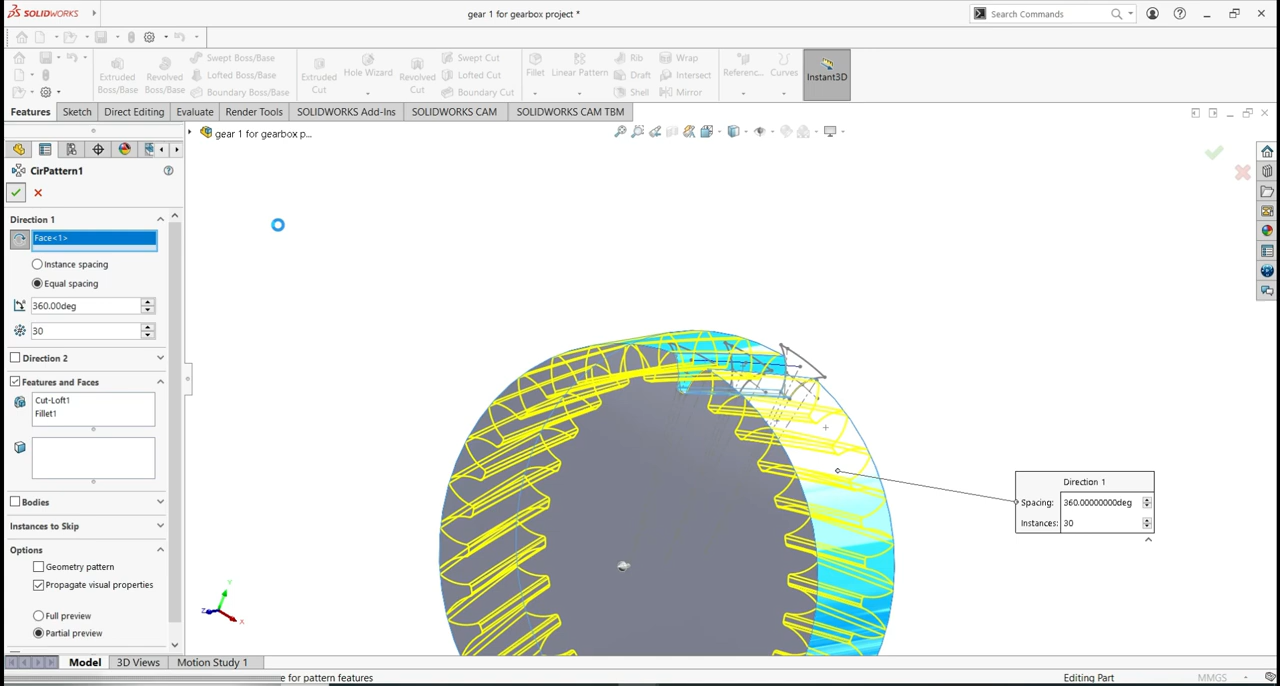 SOLIDWORKS
gear 1 for gearbox project *
Search Commands
Extruded Boss/Base
Revolved Boss/Base
Swept Boss/Base
Lofted Boss/Base
Boundary Boss/Base
Extruded Cut
Hole Wizard
Revolved Cut
Swept Cut
Lofted Cut
Boundary Cut
Fillet
Linear Pattern
Rib
Draft
Shell
Wrap
Intersect
Mirror
Referenc...
Curves
Instant3D
Features
Sketch
Direct Editing
Evaluate
Render Tools
SOLIDWORKS Add-Ins
SOLIDWORKS CAM
SOLIDWORKS CAM TBM
gear 1 for gearbox p...
CirPattern1
Direction 1
Face<1>
Instance spacing
Equal spacing
360.00deg
30
Direction 2
Features and Faces
Cut-Loft1
Fillet1
Bodies
Instances to Skip
Options
Geometry pattern
Propagate visual properties
Full preview
Partial preview
Direction 1
Spacing: 360.00000000deg
Instances: 30
Y
Z
X
Model
3D Views
Motion Study 1
e for pattern features
Editing Part
MMGS